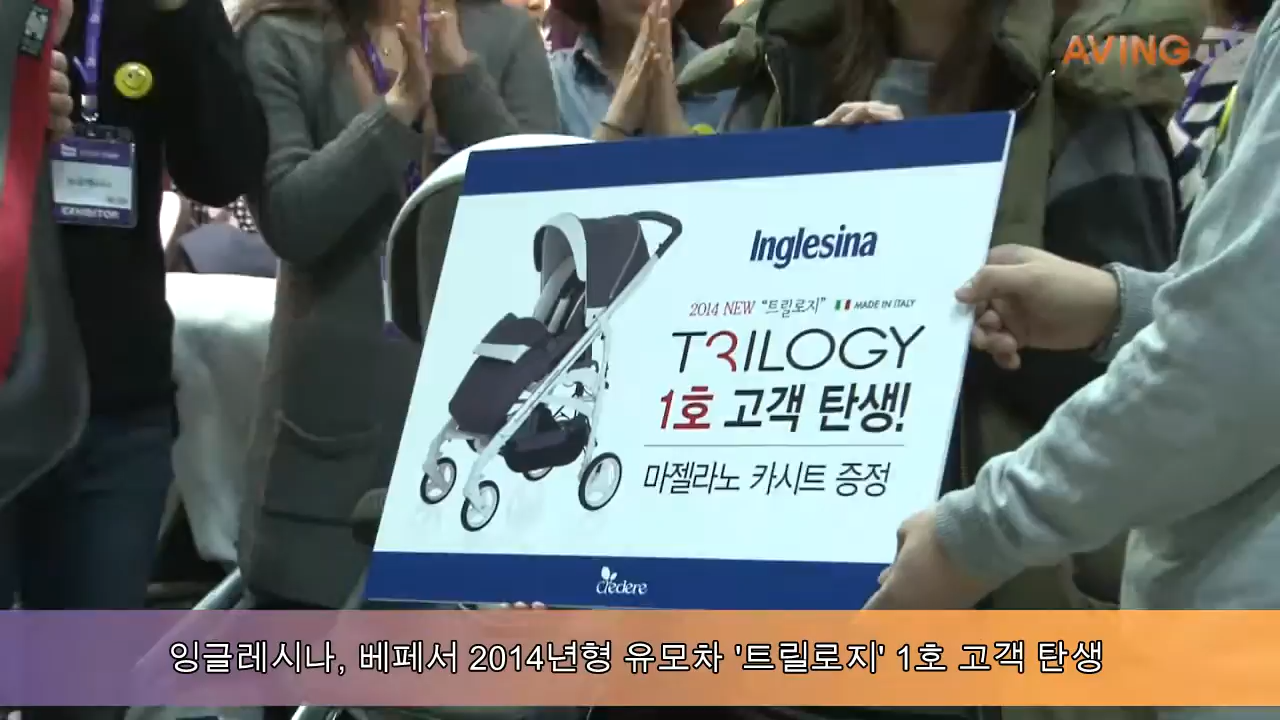 AVING TV
EXHIBITOR
Inglesina
2014 NEW "트릴로지" MADE IN ITALY
TRILOGY
1호 고객 탄생!
마젤라노 카시트 증정
cledere
잉글레시나, 베페서 2014년형 유모차 '트릴로지' 1호 고객 탄생